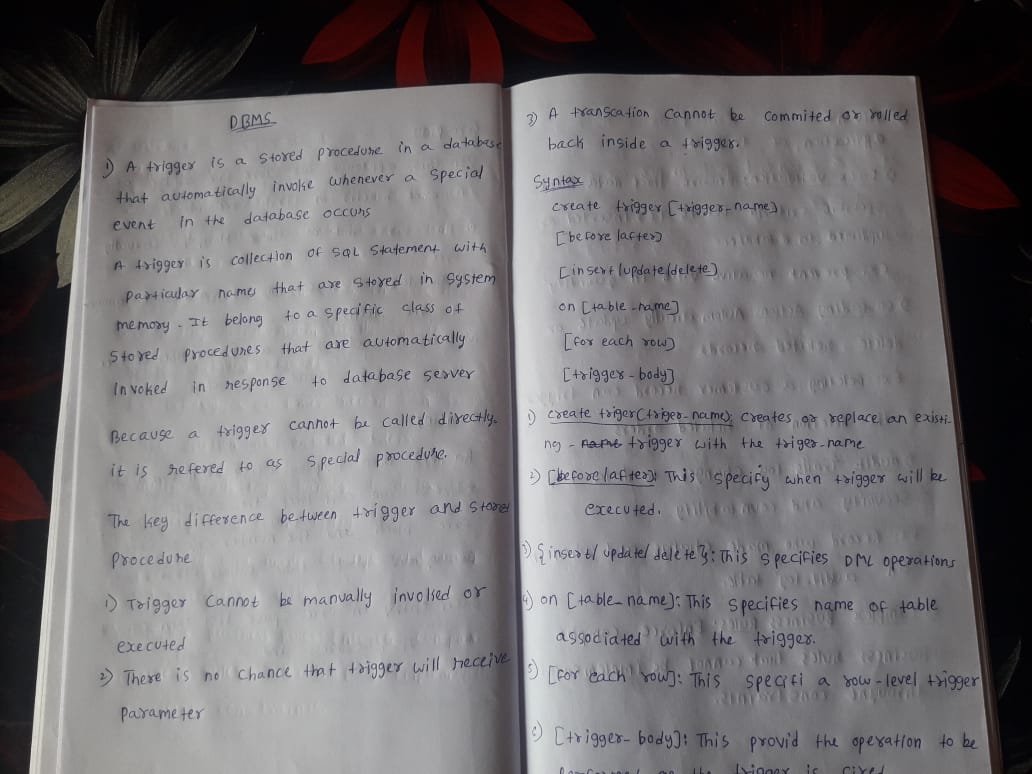 DBMS
1) A trigger is a stored procedure in a database
that automatically invoke whenever a special
event in the database occurs
A trigger is collection of SQL Statement with
particular names that are stored in system
memory. It belong to a specific class of
stored procedures that are automatically
Invoked in response to database server
Because a trigger cannot be called directly.
it is refered to as special procedure.
The key difference between trigger and stored
procedure
1) Trigger cannot be manually involsed or
executed
2) There is no chance that trigger will receive
parameter
3) A transcation cannot be commited or rolled
back inside a trigger.
Syntax
create trigger [trigger-name]
[before/after]
[insert/update/delete]
on [table-name]
[for each row]
[trigger-body]
1) create triger(triger-name): creates or replace an existi-
ng - trigger with the triger-name
2) [before/after]: This specify when trigger will be
executed.
3) {insert/update/delete}: This specifies DML operations
4) on [table-name]: This specifies name of table
associated with the trigger.
5) [for each row]: This specifi a row-level trigger
6) [trigger-body]: This provid the operation to be